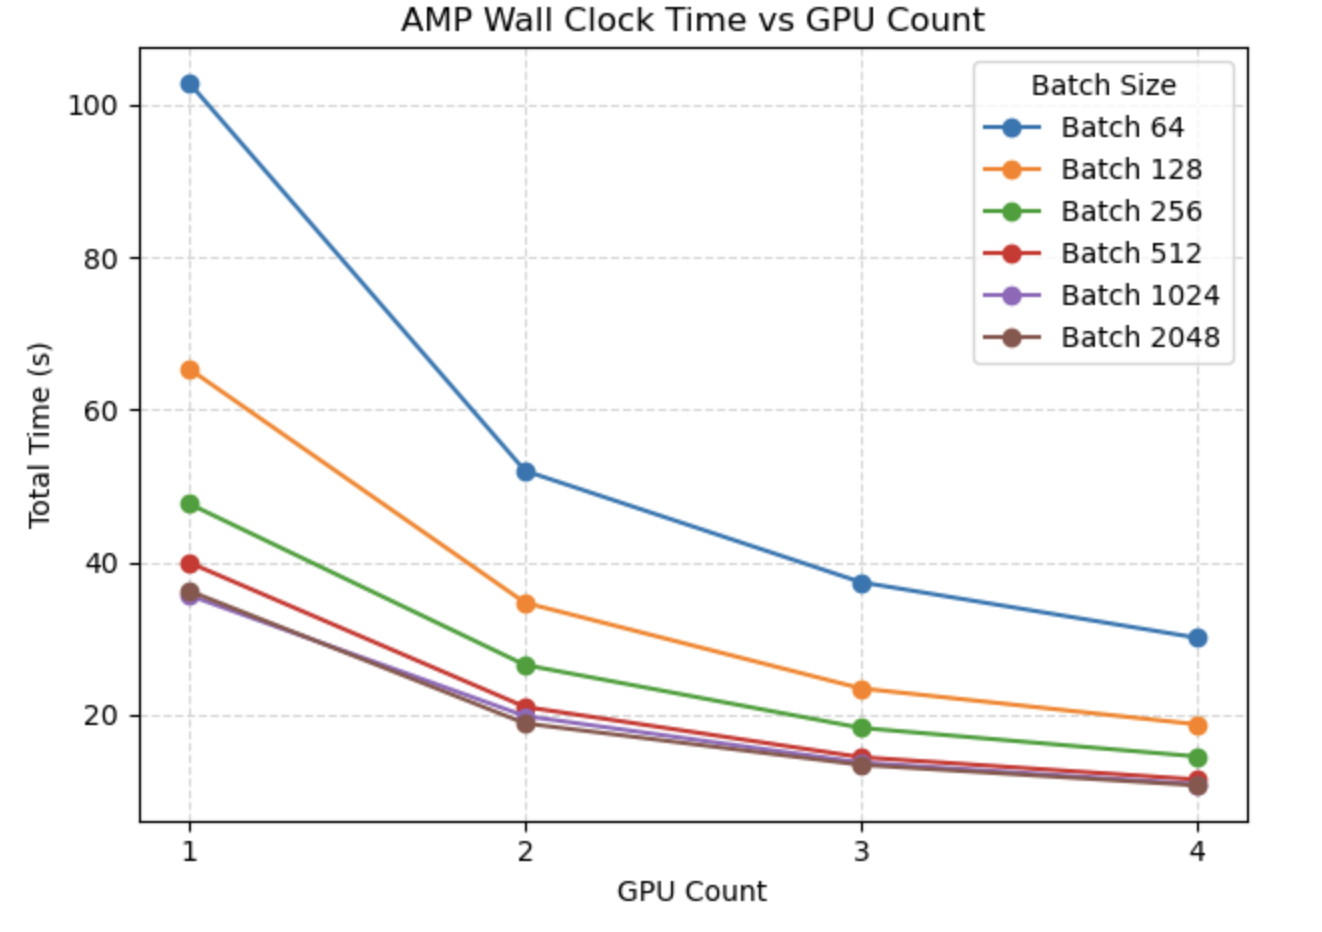 AMP Wall Clock Time vs GPU Count
Batch Size
Batch 64
Batch 128
Batch 256
Batch 512
Batch 1024
Batch 2048
Total Time (s)
100
80
60
40
20
1 2 3 4
GPU Count